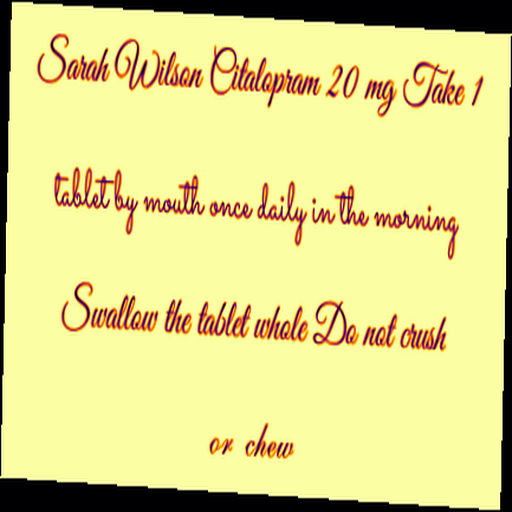 Sarah Wilson Citalopram 20 mg Take 1
tablet by mouth once daily in the morning
Swallow the tablet whole Do not crush
or chew